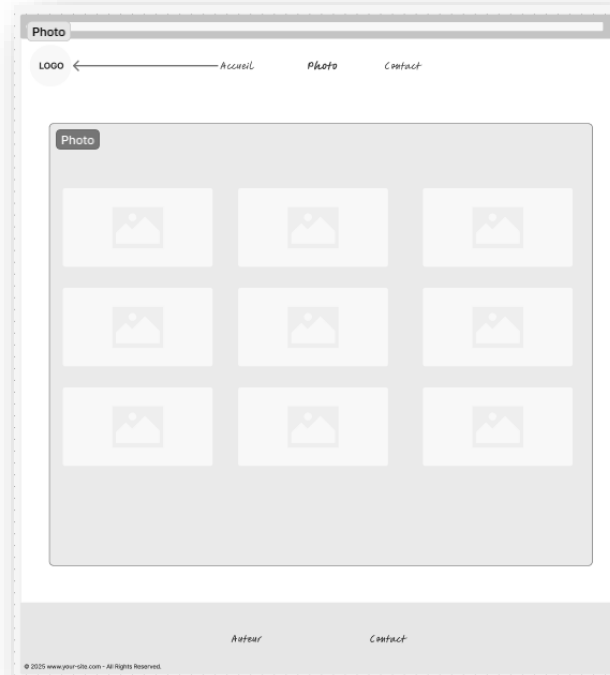 Photo
LOGO Accueil Photo Contact
Photo
Auteur Contact
© 2025 www.your-site.com - All Rights Reserved.